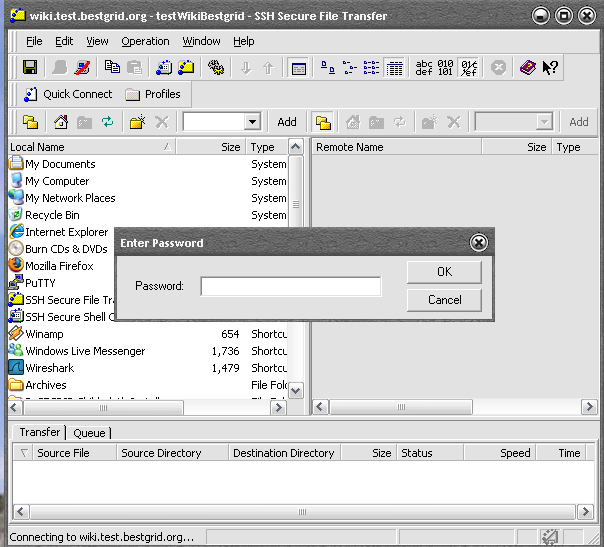 wiki.test.bestgrid.org - testWikiBestgrid - SSH Secure File Transfer
File Edit View Operation Window Help
abc def 010 101
Quick Connect Profiles
Add Add
Local Name Size Type Remote Name Size Type
My Documents System
My Computer System
My Network Places System
Recycle Bin System
Internet Explorer
Burn CDs & DVDs
Mozilla Firefox
PuTTY
SSH Secure File Tr
SSH Secure Shell C
Enter Password
Password:
OK
Cancel
Winamp 654 Shortcu
Windows Live Messenger 1,736 Shortcu
Wireshark 1,479 Shortcu
Archives File Fold
Transfer Queue
Source File Source Directory Destination Directory Size Status Speed Time
Connecting to wiki.test.bestgrid.org...